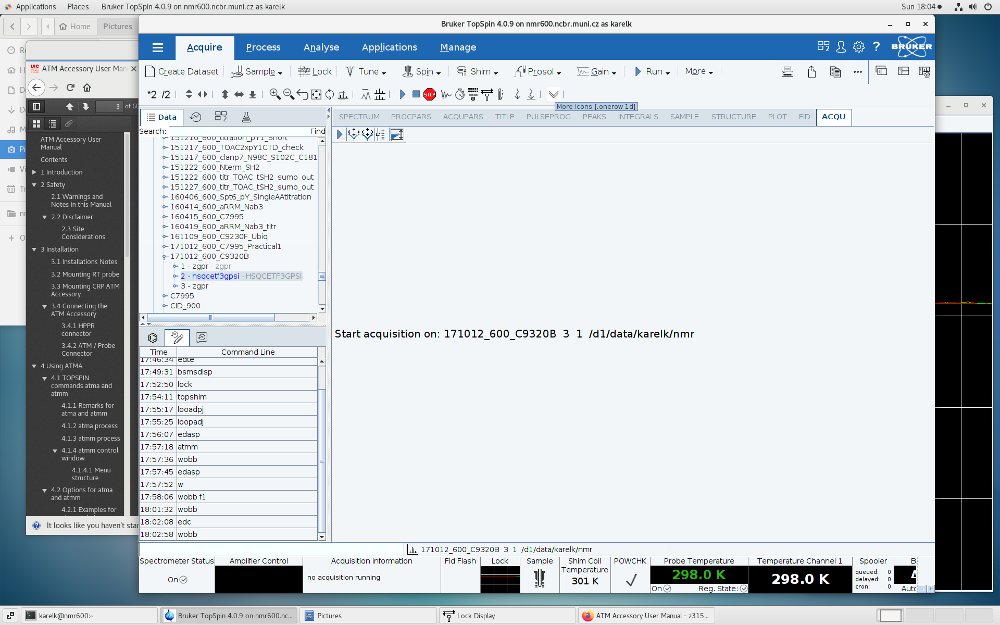 Applications Places Bruker TopSpin 4.0.9 on nmr600.ncbr.muni.cz as karelk Sun 18:04
Home Pictures
Bruker TopSpin 4.0.9 on nmr600.ncbr.muni.cz as karelk
Acquire Process Analyse Applications Manage
2 ? BRUKER
Create Dataset Sample Lock Tune Spin Shim Prosol Gain Run More
*2 /2 STOP
More icons [.onerow 1d]
UIC ATM Accessory User Man
3 of 60
ATM Accessory User
Manual
Contents
1 Introduction
2 Safety
2.1 Warnings and
Notes in this Manual
2.2 Disclaimer
2.3 Site
Considerations
3 Installation
3.1 Installations Notes
3.2 Mounting RT probe
3.3 Mounting CRP ATM
Accessory
3.4 Connecting the
ATM Accessory
3.4.1 HPPR
connector
3.4.2 ATM / Probe
Connector
4 Using ATMA
4.1 TOPSPIN
commands atma and
atmm
4.1.1 Remarks for
atma and atmm
4.1.2 atma process
4.1.3 atmm process
4.1.4 atmm control
window
4.1.4.1 Menu
structure
4.2 Options for atma
and atmm
4.2.1 Examples for
It looks like you haven't star
Data 2
Search: Find
151210_600_titration_pY1_Short
151217_600_TOAC2xpY1CTD_check
151217_600_clanp7_N98C_S102C_C181
151222_600_Nterm_SH2
151222_600_titr_TOAC_tSH2_sumo_out
151227_600_titr_TOAC_tSH2_sumo_out
160406_600_Spt6_pY_SingleAAtitration
160414_600_aRRM_Nab3
160415_600_C7995
160419_600_aRRM_Nab3_titr
161109_600_C9230F_Ubiq
171012_600_C7995_Practical1
171012_600_C9320B
1 - zgpr - zgpr
2 - hsqcetf3gpsi - HSQCETF3GPSI
3 - zgpr
C7995
CID_900
SPECTRUM PROCPARS ACQUPARS TITLE PULSEPROG PEAKS INTEGRALS SAMPLE STRUCTURE PLOT FID ACQU
Start acquisition on: 171012_600_C9320B 3 1 /d1/data/karelk/nmr
Time Command Line
17:46:34 edte
17:49:31 bsmsdisp
17:52:50 lock
17:54:11 topshim
17:55:17 looadpj
17:55:25 loopadj
17:56:07 edasp
17:57:18 atmm
17:57:36 wobb
17:57:45 edasp
17:57:52 w
17:58:06 wobb f1
18:01:32 wobb
18:02:08 edc
18:02:58 wobb
171012_600_C9320B 3 1 /d1/data/karelk/nmr
Spectrometer Status Amplifier Control Acquisition information Fid Flash Lock Sample Shim Coil POWCHK Probe Temperature Temperature Channel 1 Spooler
Temperature
On no acquisition running 301 K 298.0 K 298.0 K
queued: 0
delayed: 0
cron: 0
On Reg. State: Auto
karelk@nmr600:~ Bruker TopSpin 4.0.9 on nmr600.nc... Pictures Lock Display ATM Accessory User Manual - z315...